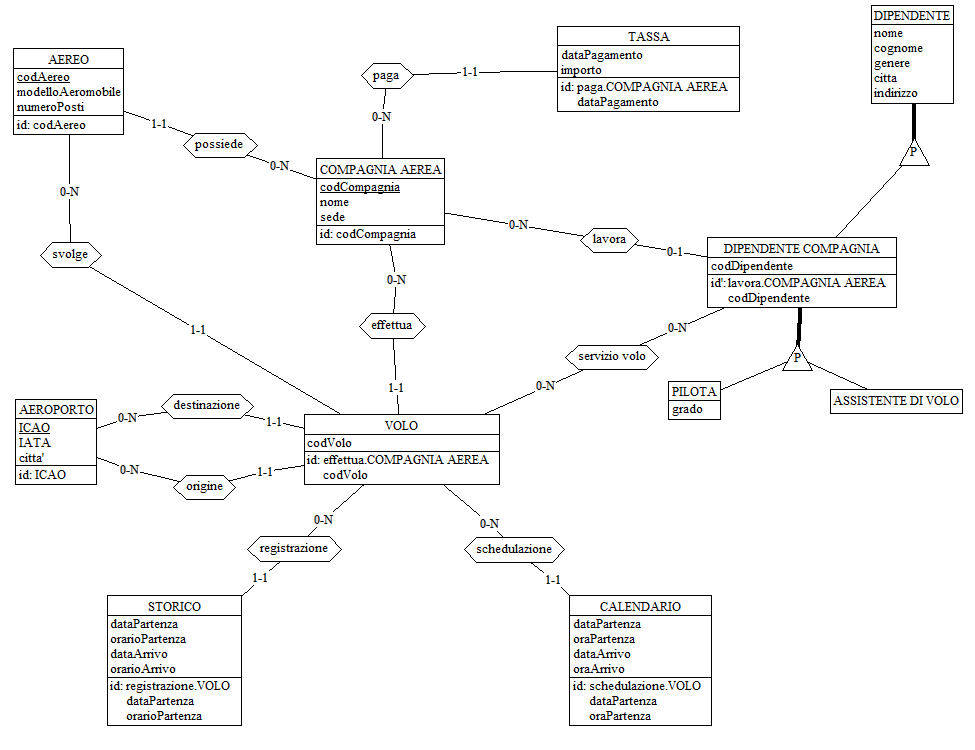 DIPENDENTE
nome
cognome
genere
citta
indirizzo
P
TASSA
dataPagamento
importo
id: paga.COMPAGNIA AEREA
dataPagamento
1-1
paga
0-N
AEREO
codAereo
modelloAeromobile
numeroPosti
id: codAereo
1-1
possiede
0-N
COMPAGNIA AEREA
codCompagnia
nome
sede
id: codCompagnia
0-N
lavora
0-1
DIPENDENTE COMPAGNIA
codDipendente
id': lavora.COMPAGNIA AEREA
codDipendente
P
0-N
svolge
1-1
0-N
effettua
1-1
0-N
servizio volo
0-N
PILOTA
grado
ASSISTENTE DI VOLO
AEROPORTO
ICAO
IATA
citta'
id: ICAO
0-N
destinazione
1-1
0-N
origine
1-1
VOLO
codVolo
id: effettua.COMPAGNIA AEREA
codVolo
0-N
registrazione
1-1
0-N
schedulazione
1-1
STORICO
dataPartenza
orarioPartenza
dataArrivo
orarioArrivo
id: registrazione.VOLO
dataPartenza
orarioPartenza
CALENDARIO
dataPartenza
oraPartenza
dataArrivo
oraArrivo
id: schedulazione.VOLO
dataPartenza
oraPartenza